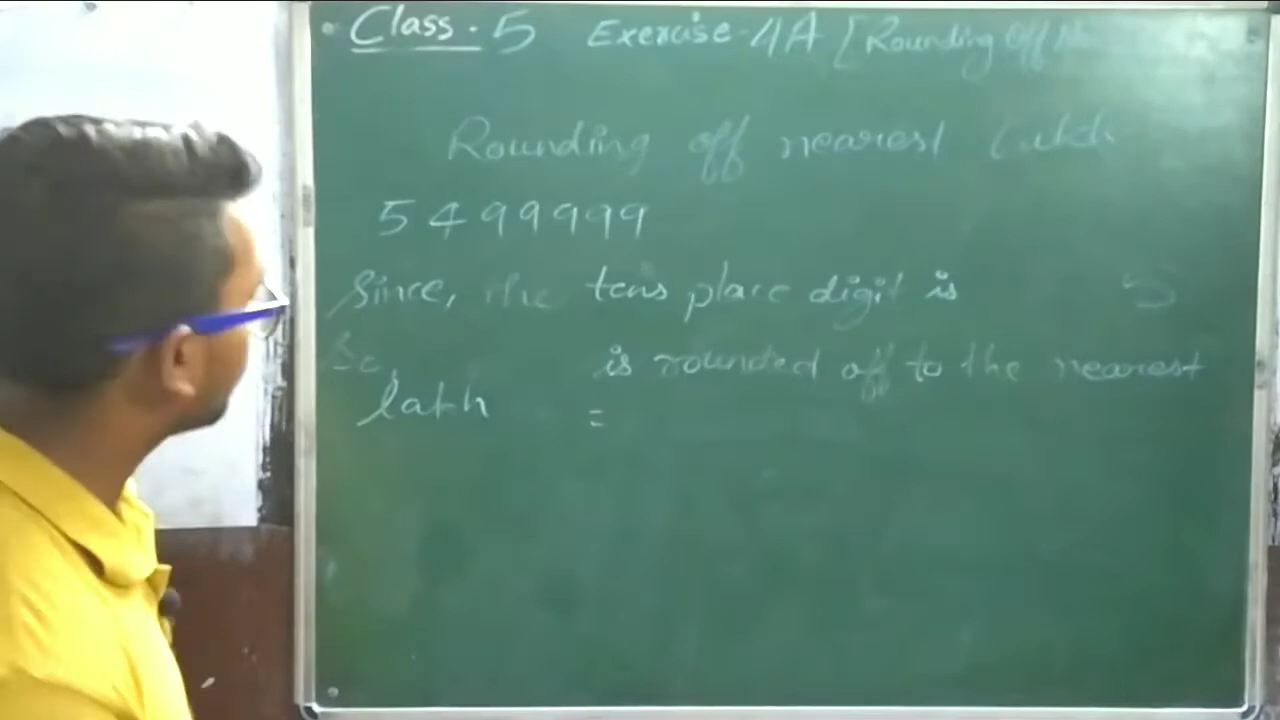 Class - 5 Exercise - 4A [Rounding Off
Rounding off nearest Lakh
5499999
Since, the tens place digit is 5
So, is rounded off to the nearest
lakh =